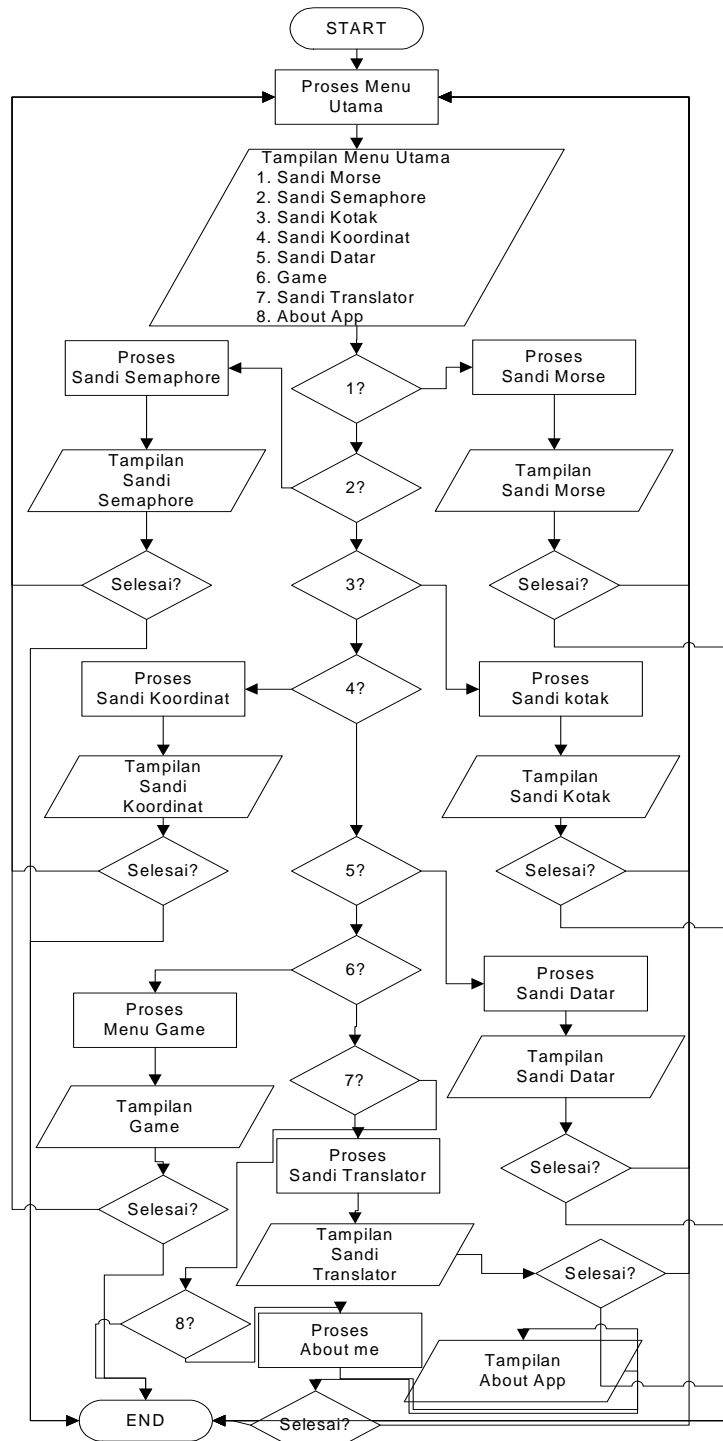 START
Proses Menu
Utama
Tampilan Menu Utama
1. Sandi Morse
2. Sandi Semaphore
3. Sandi Kotak
4. Sandi Koordinat
5. Sandi Datar
6. Game
7. Sandi Translator
8. About App
Proses
Sandi Semaphore
1?
Proses
Sandi Morse
Tampilan
Sandi
Semaphore
2?
Tampilan
Sandi Morse
Selesai?
3?
Selesai?
Proses
Sandi Koordinat
4?
Proses
Sandi kotak
Tampilan
Sandi
Koordinat
Tampilan
Sandi Kotak
Selesai?
5?
Selesai?
6?
Proses
Sandi Datar
Proses
Menu Game
7?
Tampilan
Sandi Datar
Tampilan
Game
Proses
Sandi Translator
Selesai?
Selesai?
Tampilan
Sandi
Translator
Selesai?
8?
Proses
About me
Tampilan
About App
END
Selesai?